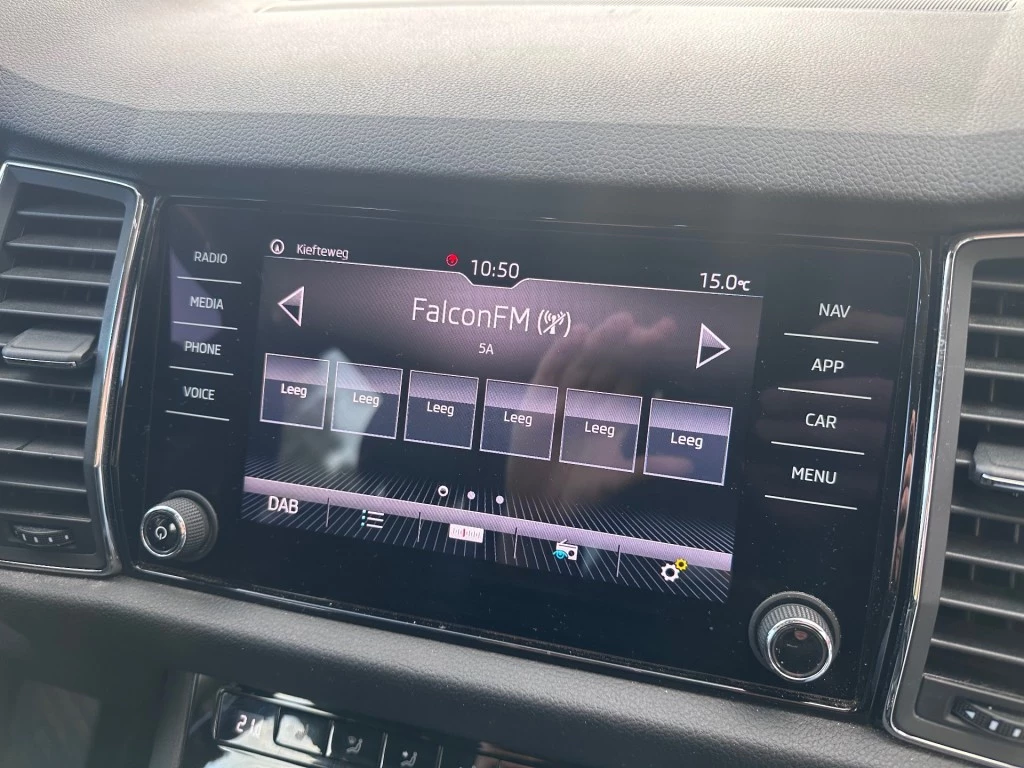 RADIO
MEDIA
PHONE
VOICE
Kiefteweg
10:50
15.0°C
FalconFM
5A
Leeg Leeg Leeg Leeg Leeg Leeg
DAB
NAV
APP
CAR
MENU